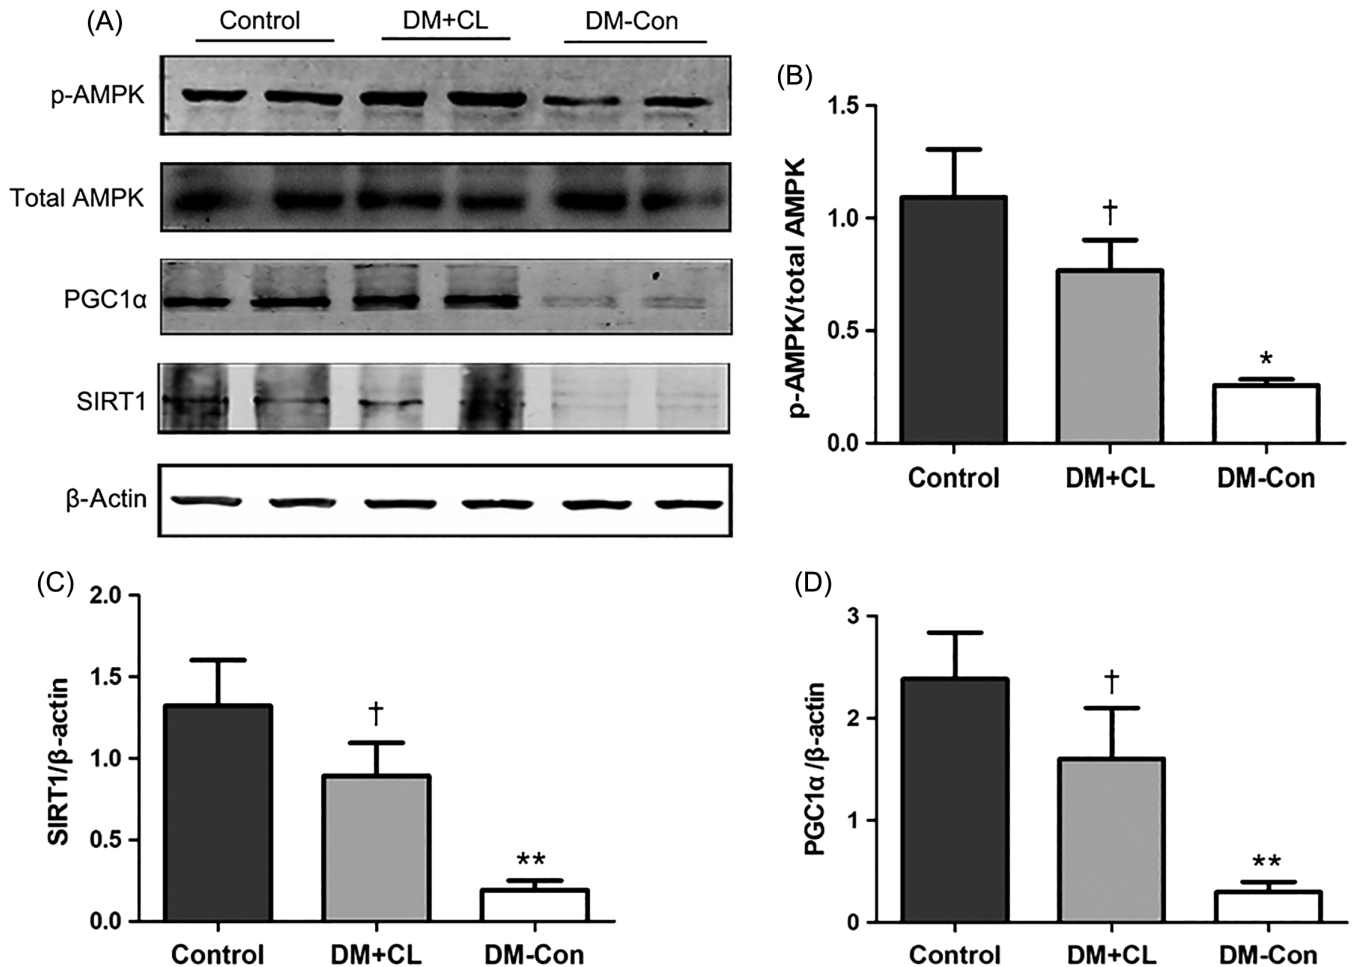 (A) Control DM+CL DM-Con
p-AMPK
Total AMPK
PGC1α
SIRT1
β-Actin
(B)
p-AMPK/total AMPK
1.5
1.0
0.5
0.0
†
*
Control DM+CL DM-Con
(C)
SIRT1/β-actin
2.0
1.5
1.0
0.5
0.0
†
**
Control DM+CL DM-Con
(D)
PGC1α/β-actin
3
2
1
0
†
**
Control DM+CL DM-Con